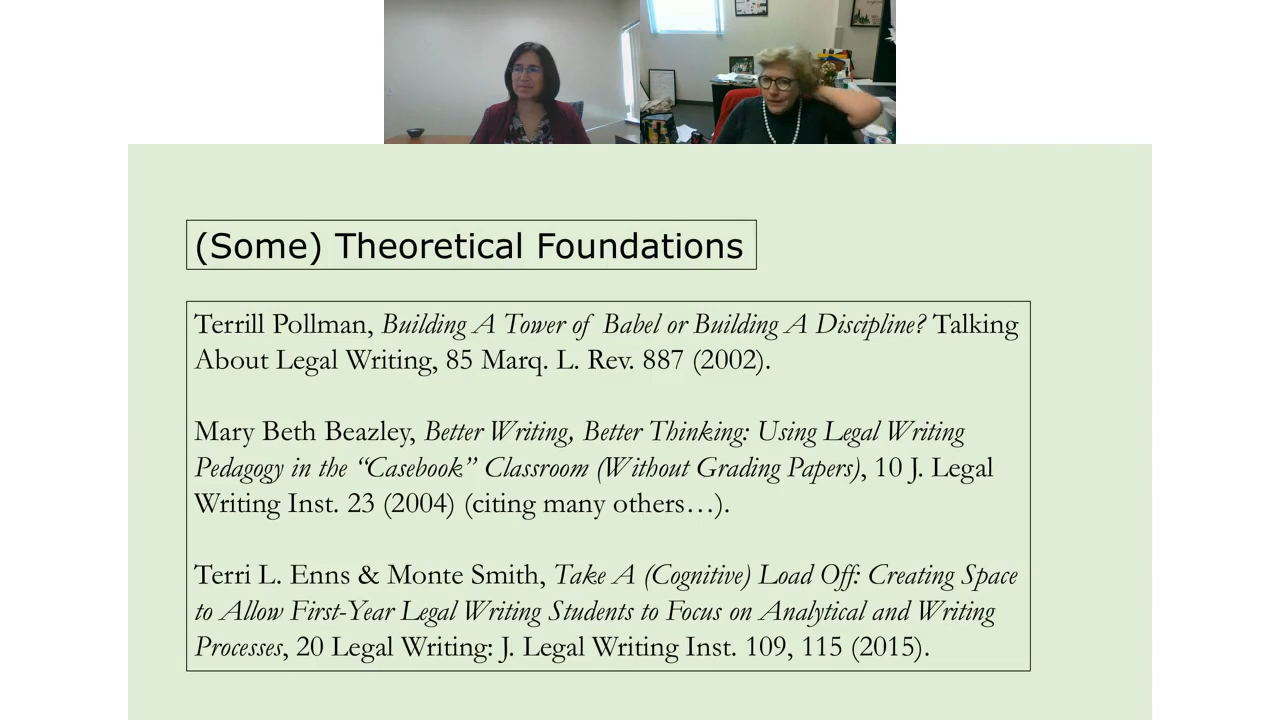 (Some) Theoretical Foundations
Terrill Pollman, Building A Tower of Babel or Building A Discipline? Talking
About Legal Writing, 85 Marq. L. Rev. 887 (2002).
Mary Beth Beazley, Better Writing, Better Thinking: Using Legal Writing
Pedagogy in the “Casebook” Classroom (Without Grading Papers), 10 J. Legal
Writing Inst. 23 (2004) (citing many others…).
Terri L. Enns & Monte Smith, Take A (Cognitive) Load Off: Creating Space
to Allow First-Year Legal Writing Students to Focus on Analytical and Writing
Processes, 20 Legal Writing: J. Legal Writing Inst. 109, 115 (2015).